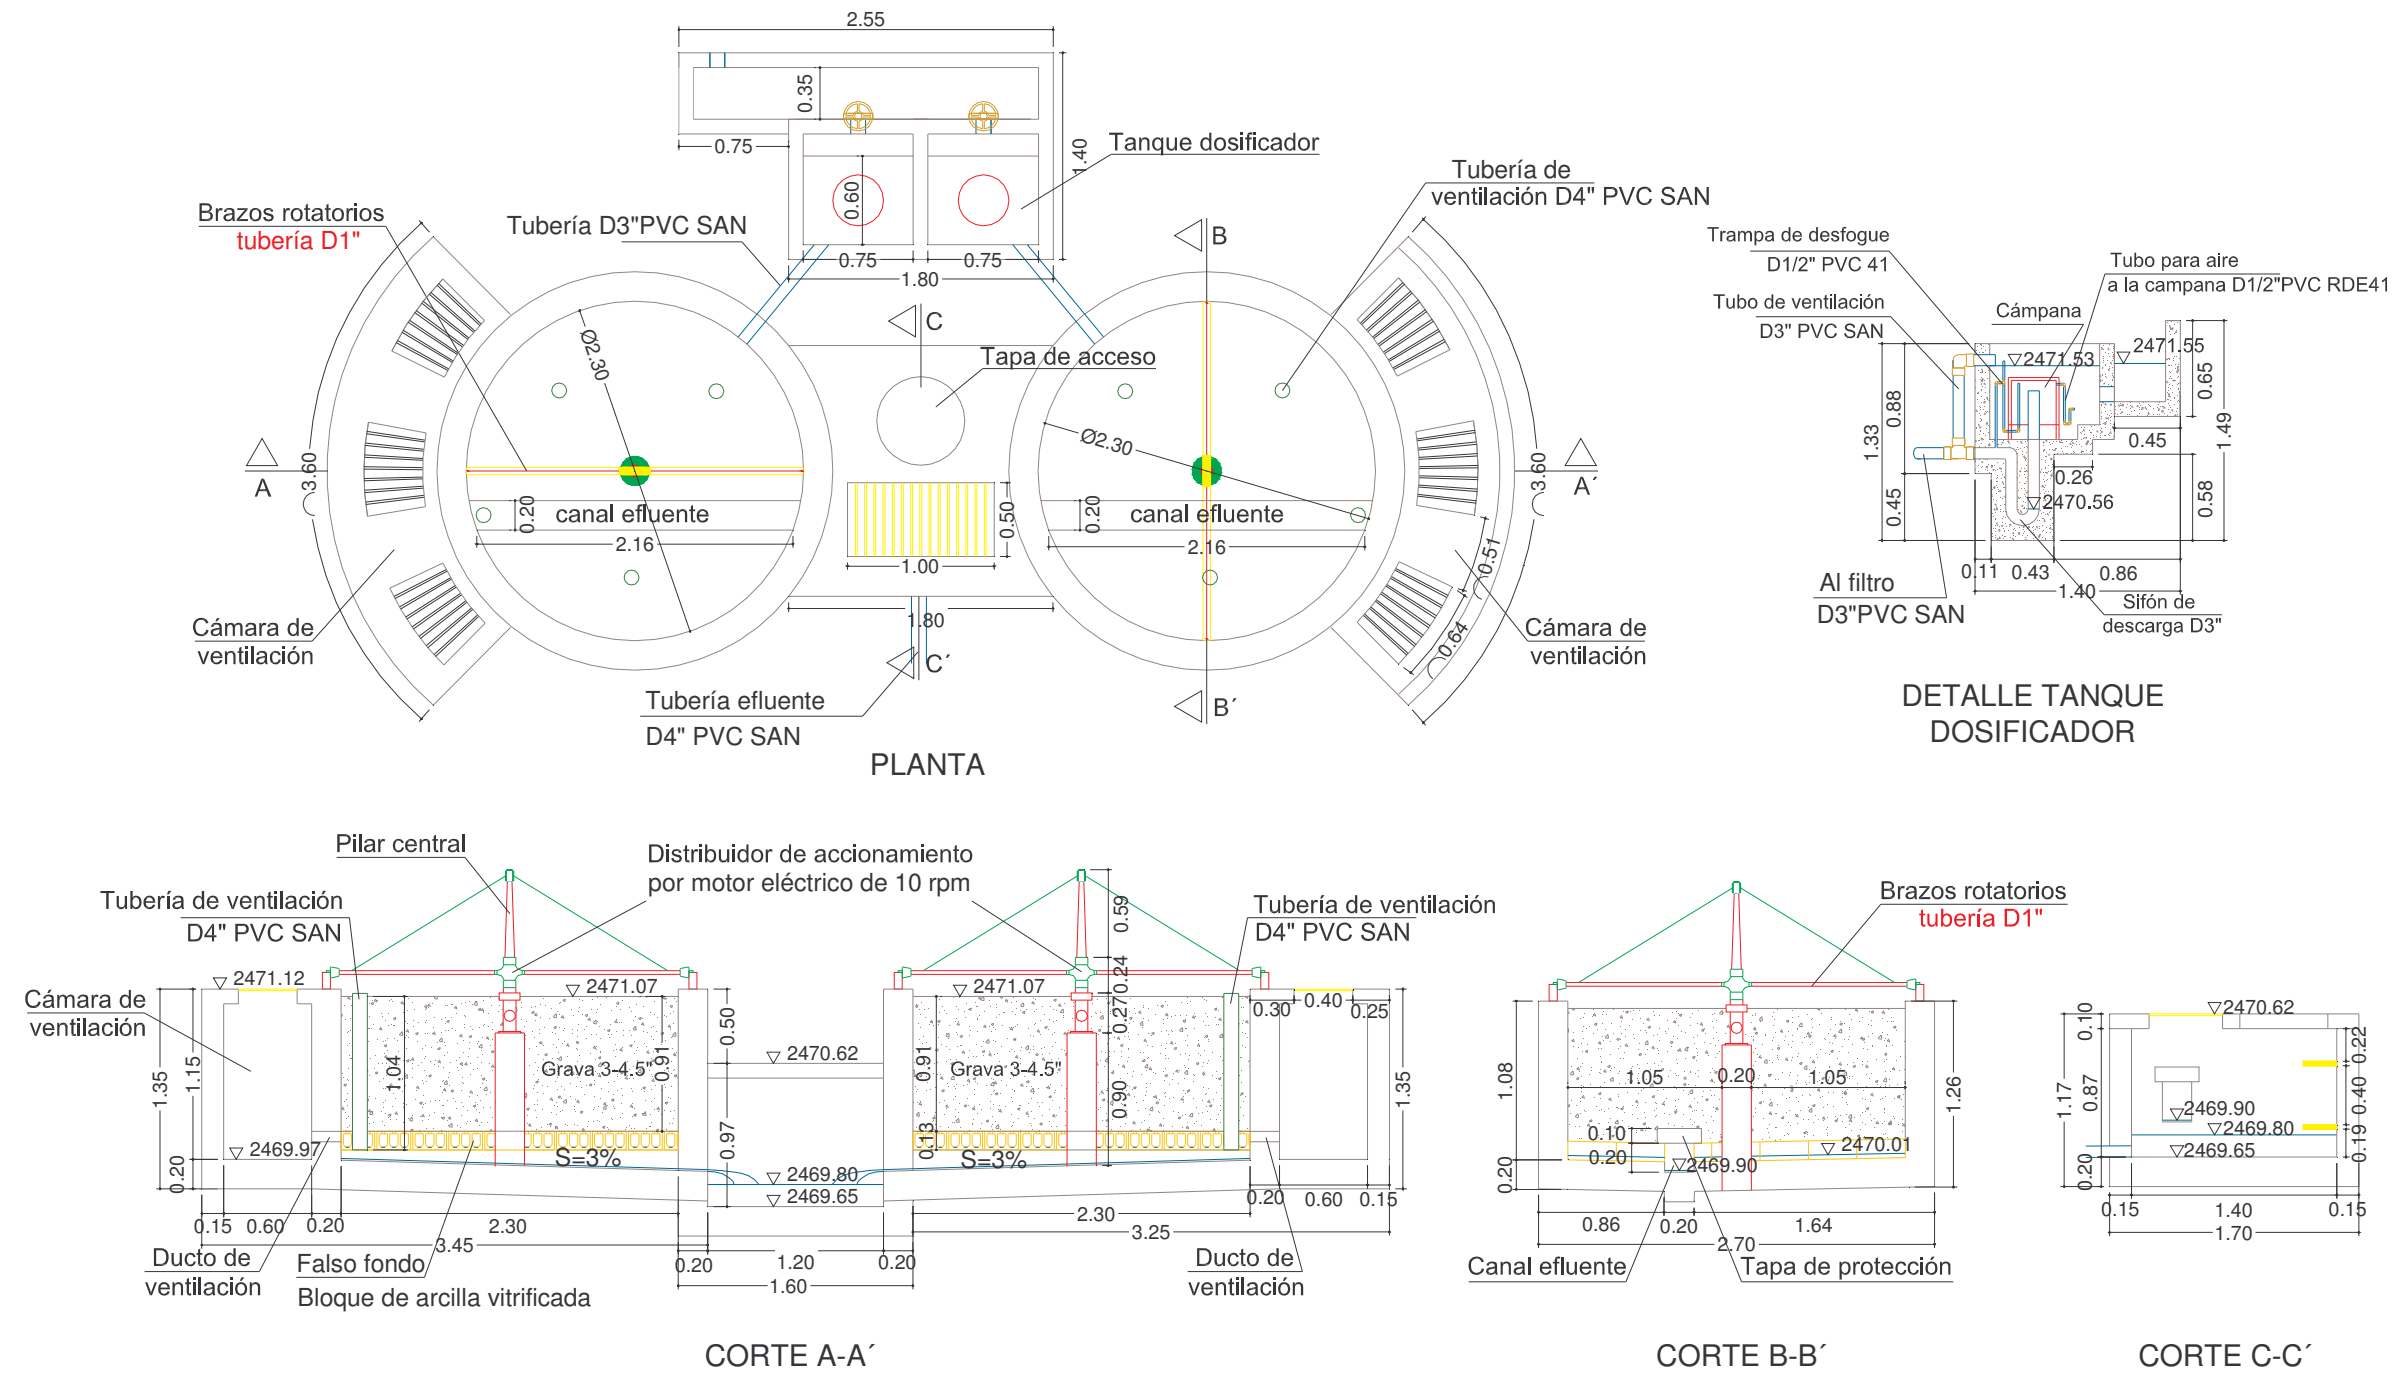 2.55
0.35
0.75
1.40
Tanque dosificador
0.60
Tubería de
ventilación D4" PVC SAN
Brazos rotatorios
tubería D1"
Tubería D3"PVC SAN
0.75
0.75
1.80
B
C
Ø2.30
Tapa de acceso
Ø2.30
3.60
A
3.60
A´
0.20
canal efluente
2.16
0.50
1.00
0.20
canal efluente
2.16
0.51
0.64
1.80
Cámara de
ventilación
Cámara de
ventilación
C´
B´
Tubería efluente
D4" PVC SAN
PLANTA
Trampa de desfogue
D1/2" PVC 41
Tubo de ventilación
D3" PVC SAN
Cámpana
Tubo para aire
a la campana D1/2"PVC RDE41
2471.53
2471.55
0.65
0.88
1.33
1.49
0.45
0.26
0.45
2470.56
0.58
0.11
0.43
0.86
1.40
Al filtro
D3"PVC SAN
Sifón de
descarga D3"
DETALLE TANQUE
DOSIFICADOR
Pilar central
Distribuidor de accionamiento
por motor eléctrico de 10 rpm
Tubería de ventilación
D4" PVC SAN
Tubería de ventilación
D4" PVC SAN
0.59
0.24
0.27
0.90
Cámara de
ventilación
2471.12
2471.07
2471.07
0.30
0.40
0.25
0.50
2470.62
1.35
1.15
1.04
Grava 3-4.5"
0.91
0.91
Grava 3-4.5"
1.35
2469.97
0.20
0.97
0.13
S=3%
S=3%
2469.80
2469.65
0.15
0.60
0.20
2.30
3.45
0.20
1.20
0.20
1.60
2.30
3.25
0.20
0.60
0.15
Ducto de
ventilación
Falso fondo
Bloque de arcilla vitrificada
Ducto de
ventilación
CORTE A-A´
Brazos rotatorios
tubería D1"
1.08
1.05
0.20
1.05
1.26
0.10
0.20
2470.01
2469.90
0.20
0.86
0.20
1.64
2.70
Canal efluente
Tapa de protección
CORTE B-B´
2470.62
0.10
0.22
1.17
0.87
0.40
2469.90
2469.80
2469.65
0.19
0.20
0.15
1.40
0.15
1.70
CORTE C-C´